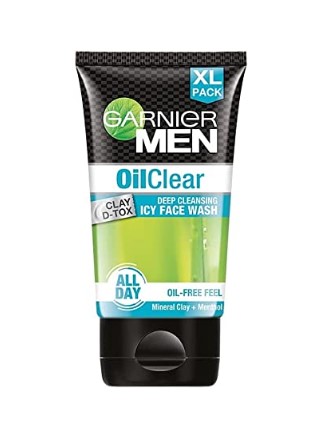 XL
PACK
GARNIER
MEN
OilClear
CLAY
D-TOX
DEEP CLEANSING
ICY FACE WASH
ALL
DAY
OIL-FREE FEEL
Mineral Clay + Menthol